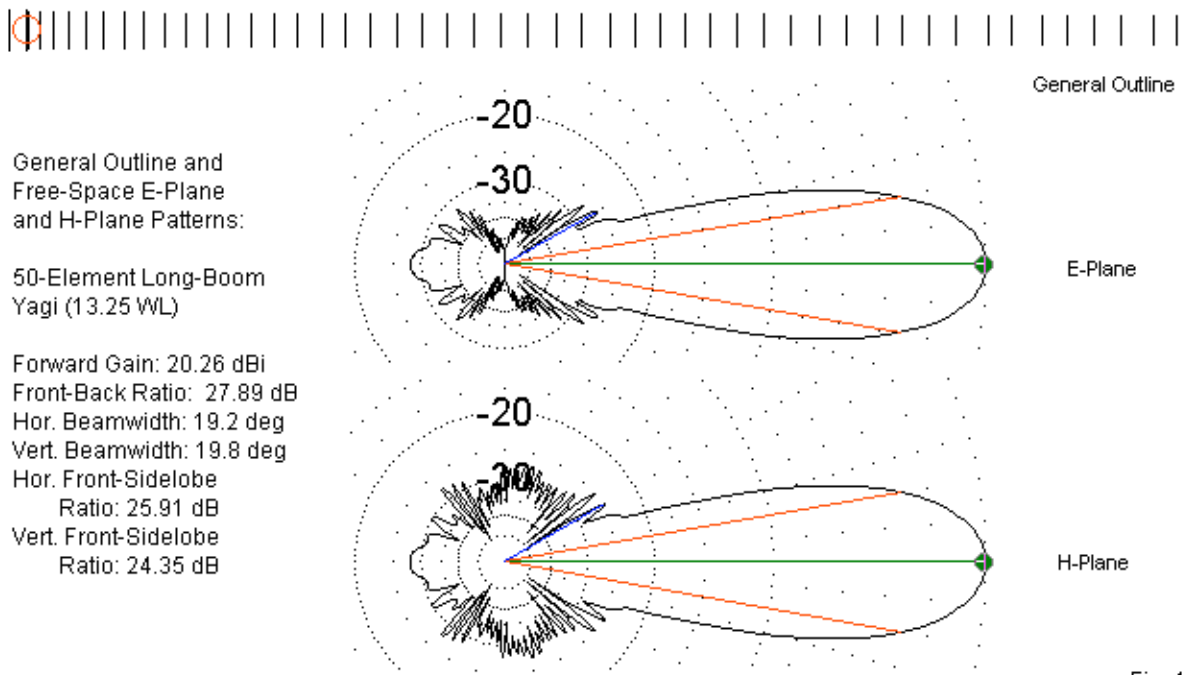 General Outline
-20
-30
General Outline and
Free-Space E-Plane
and H-Plane Patterns:
50-Element Long-Boom
Yagi (13.25 WL)
E-Plane
Forward Gain: 20.26 dBi
Front-Back Ratio: 27.89 dB
Hor. Beamwidth: 19.2 deg
Vert. Beamwidth: 19.8 deg
Hor. Front-Sidelobe
Ratio: 25.91 dB
Vert. Front-Sidelobe
Ratio: 24.35 dB
-20
-30
H-Plane